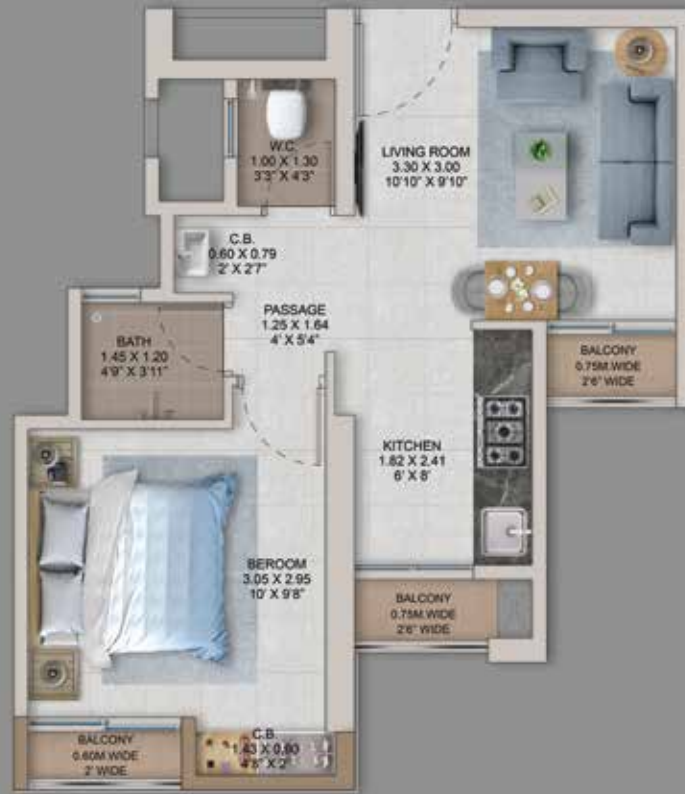 W.C.
1.00 X 1.30
3'3" X 4'3"
LIVING ROOM
3.30 X 3.00
10'10" X 9'10"
C.B.
0.60 X 0.79
2' X 2'7"
PASSAGE
1.25 X 1.64
4' X 5'4"
BATH
1.45 X 1.20
4'9" X 3'11"
BALCONY
0.75M.WIDE
2'6" WIDE
KITCHEN
1.82 X 2.41
6' X 8'
BEROOM
3.05 X 2.95
10' X 9'8"
BALCONY
0.75M.WIDE
2'6" WIDE
BALCONY
0.60M.WIDE
2' WIDE
C.B.
1.43 X 0.60
4'8" X 2'